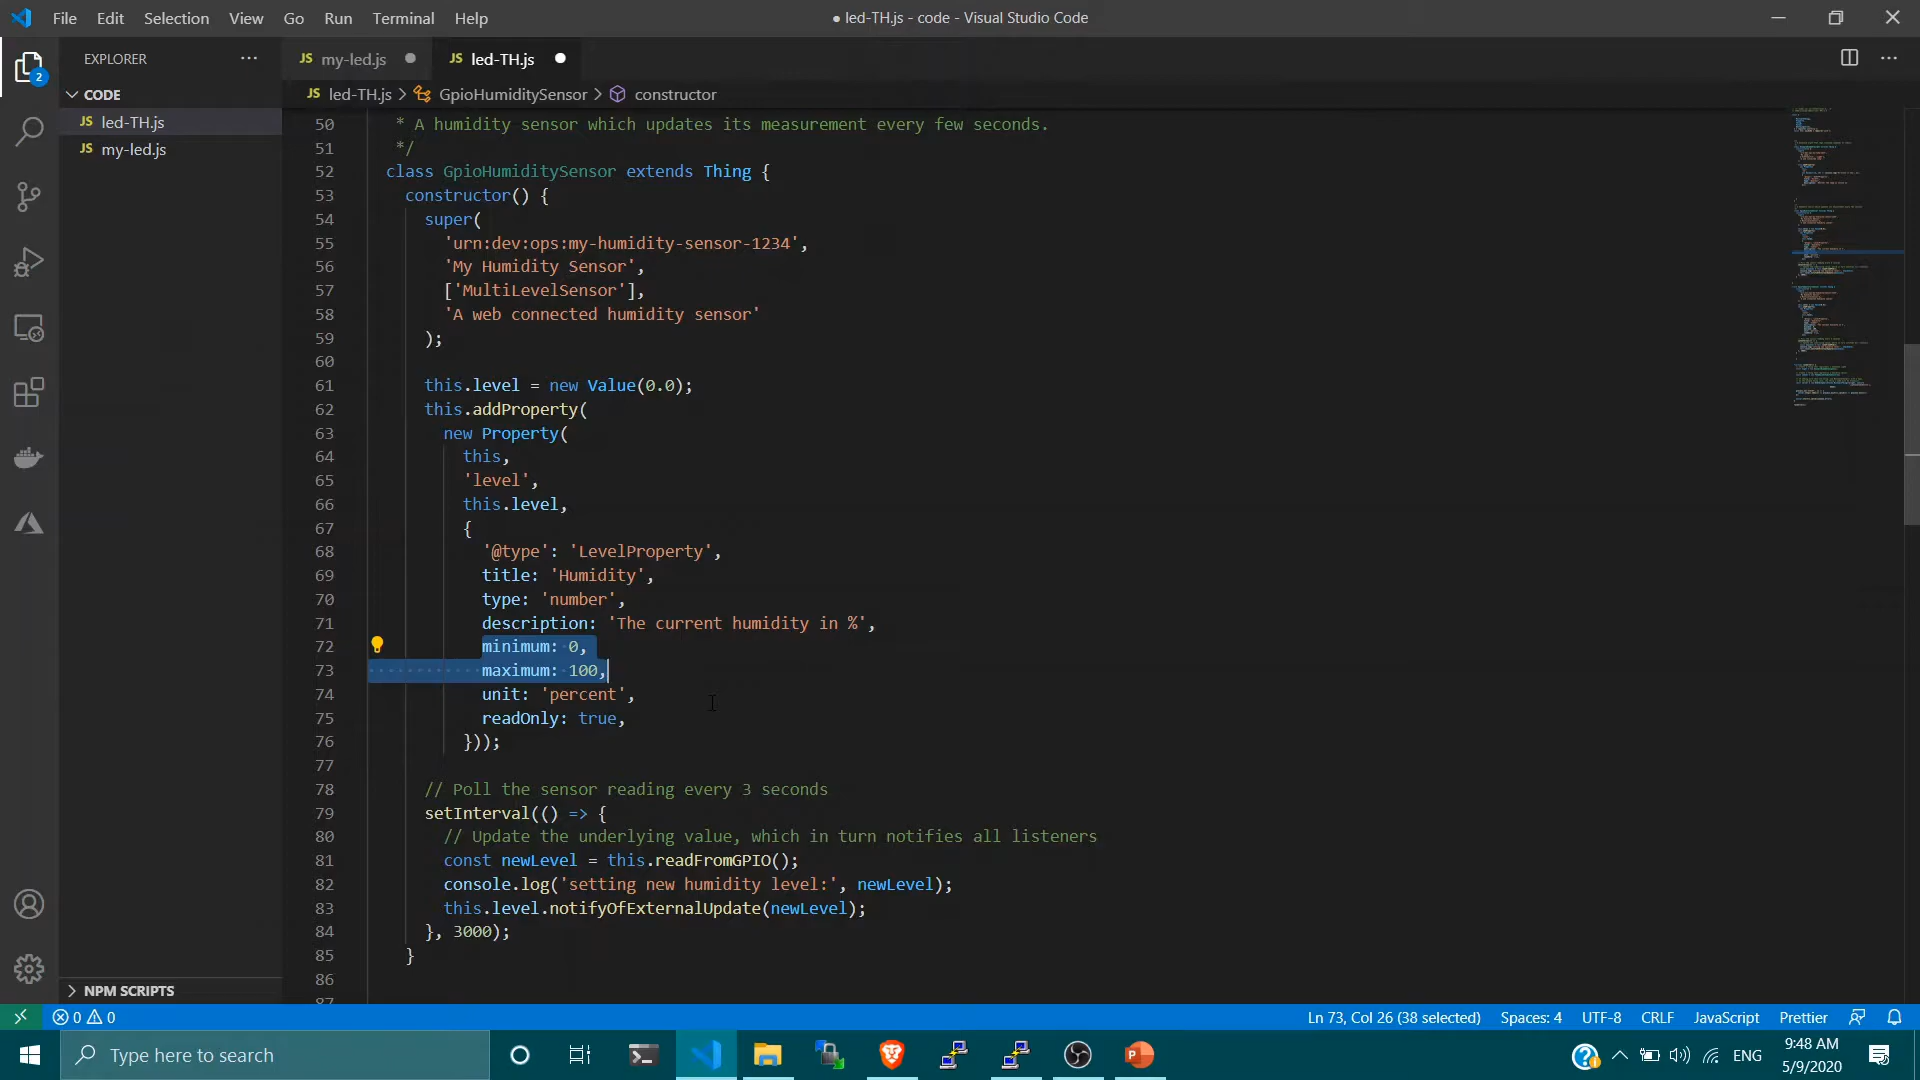 File Edit Selection View Go Run Terminal Help
● led-TH.js - code - Visual Studio Code
EXPLORER
JS my-led.js
JS led-TH.js
CODE
JS led-TH.js
JS my-led.js
JS led-TH.js > GpioHumiditySensor > constructor
2
50 * A humidity sensor which updates its measurement every few seconds.
51 */
52 class GpioHumiditySensor extends Thing {
53 constructor() {
54 super(
55 'urn:dev:ops:my-humidity-sensor-1234',
56 'My Humidity Sensor',
57 ['MultiLevelSensor'],
58 'A web connected humidity sensor'
59 );
60
61 this.level = new Value(0.0);
62 this.addProperty(
63 new Property(
64 this,
65 'level',
66 this.level,
67 {
68 '@type': 'LevelProperty',
69 title: 'Humidity',
70 type: 'number',
71 description: 'The current humidity in %',
72 minimum: 0,
73 maximum: 100,
74 unit: 'percent',
75 readOnly: true,
76 }));
77
78 // Poll the sensor reading every 3 seconds
79 setInterval(() => {
80 // Update the underlying value, which in turn notifies all listeners
81 const newLevel = this.readFromGPIO();
82 console.log('setting new humidity level:', newLevel);
83 this.level.notifyOfExternalUpdate(newLevel);
84 }, 3000);
85 }
86
87
NPM SCRIPTS
0 0
Ln 73, Col 26 (38 selected) Spaces: 4 UTF-8 CRLF JavaScript Prettier
Type here to search
ENG
9:48 AM
5/9/2020